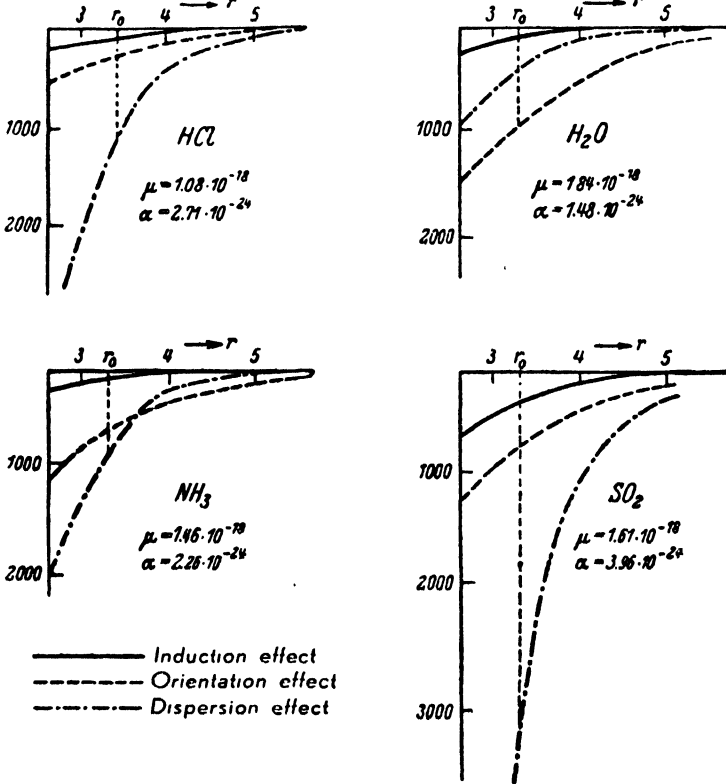 3 r₀ 4 → r 5
1000
2000
HCl
μ = 1.08·10⁻¹⁸
α = 2.71·10⁻²⁴
3 r₀ 4 → r 5
1000
2000
H₂O
μ = 1.84·10⁻¹⁸
α = 1.48·10⁻²⁴
3 r₀ 4 → r 5
1000
2000
NH₃
μ = 1.46·10⁻¹⁸
α = 2.26·10⁻²⁴
3 r₀ 4 → r 5
1000
2000
3000
SO₂
μ = 1.61·10⁻¹⁸
α = 3.96·10⁻²⁴
Induction effect
Orientation effect
Dispersion effect